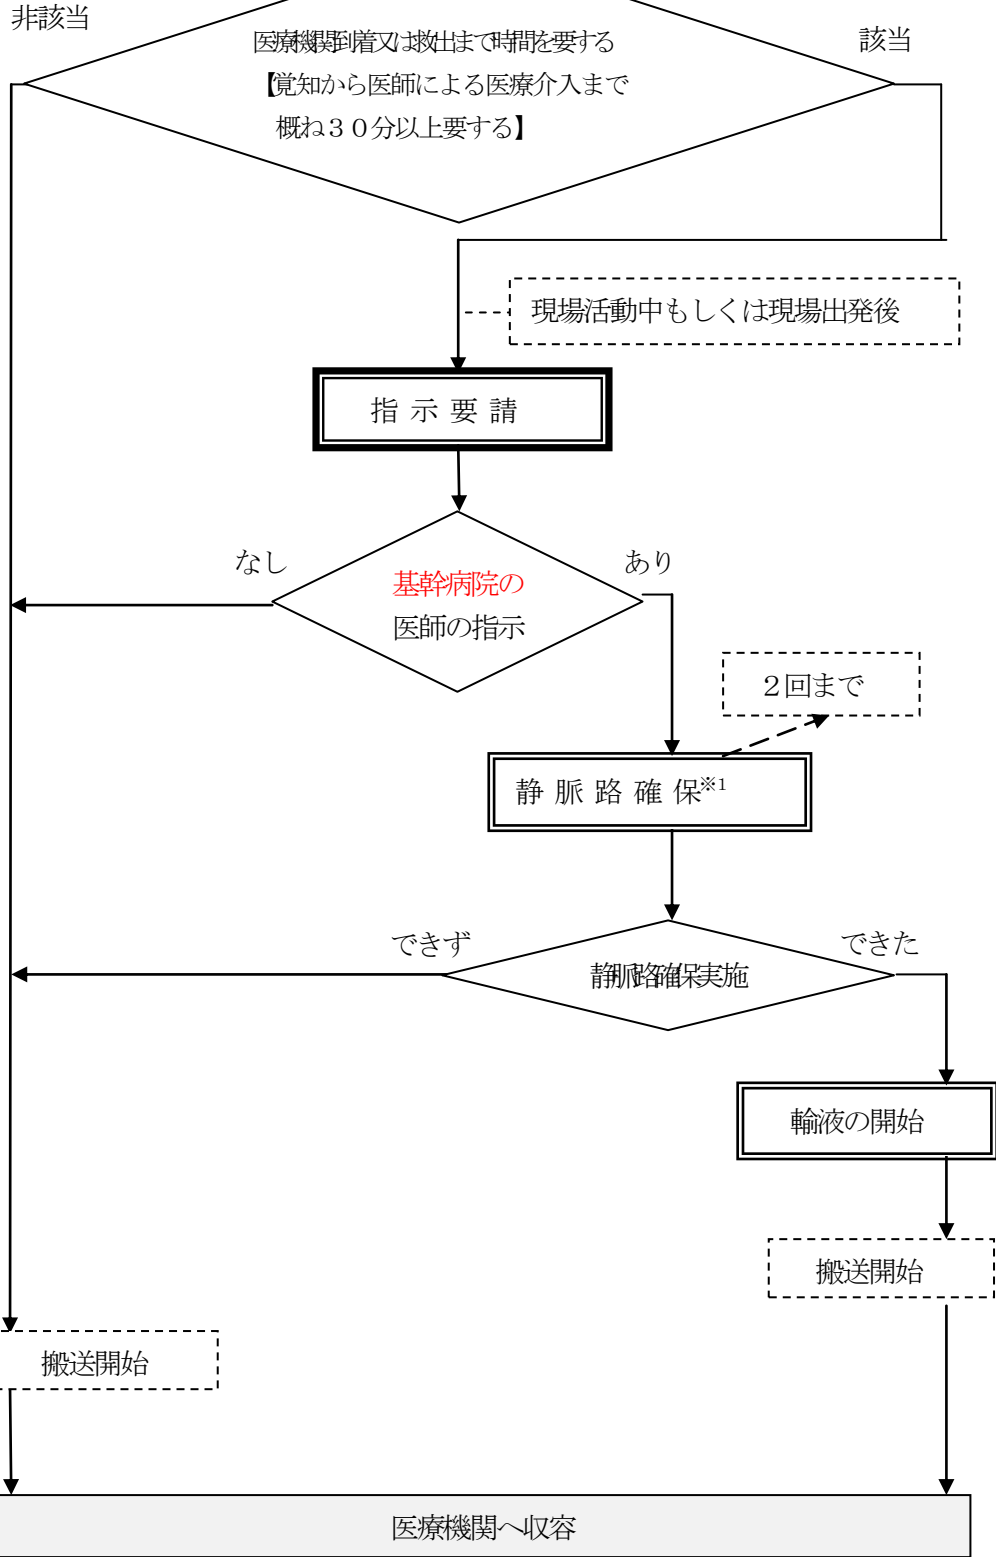 非該当
医療機関到着又は救出まで時間を要する
該当
【覚知から医師による医療介入まで
概ね３０分以上要する】
現場活動中もしくは現場出発後
指 示 要 請
なし
あり
基幹病院の
医師の指示
２回まで
静 脈 路 確 保※1
できず
できた
静脈路確保実施
輸液の開始
搬送開始
搬送開始
医療機関へ収容